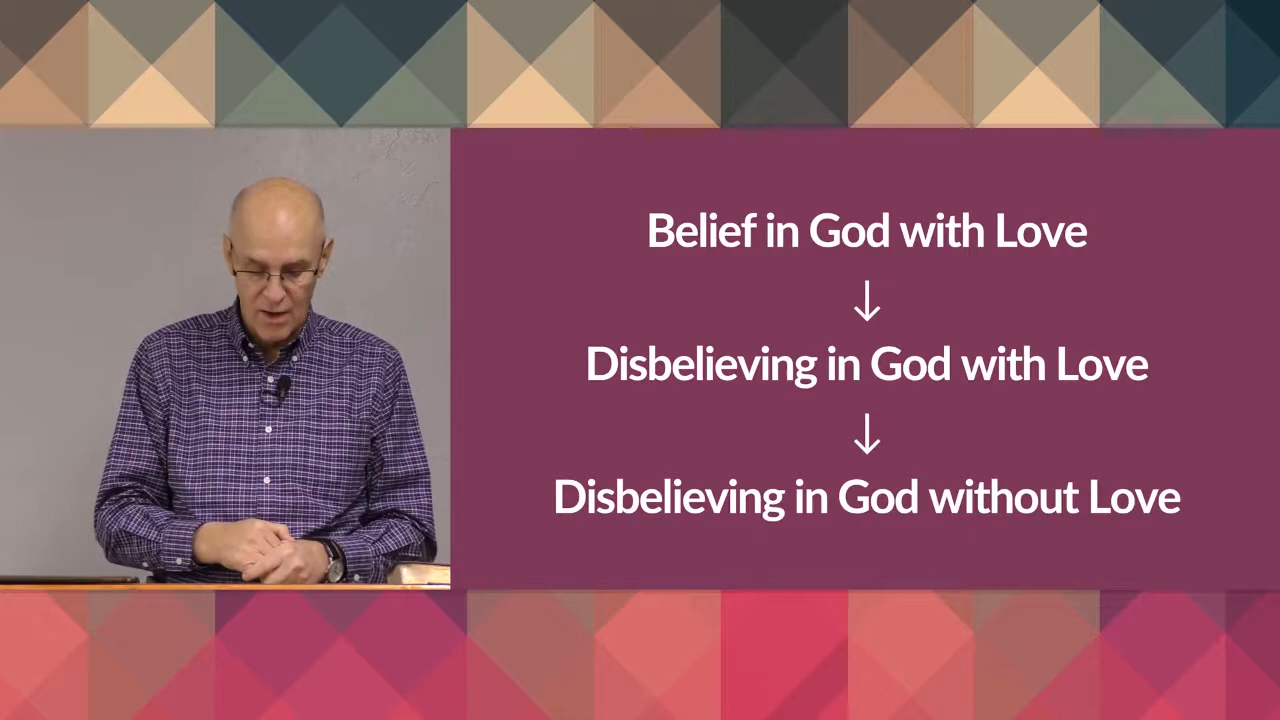 Belief in God with Love
↓
Disbelieving in God with Love
↓
Disbelieving in God without Love